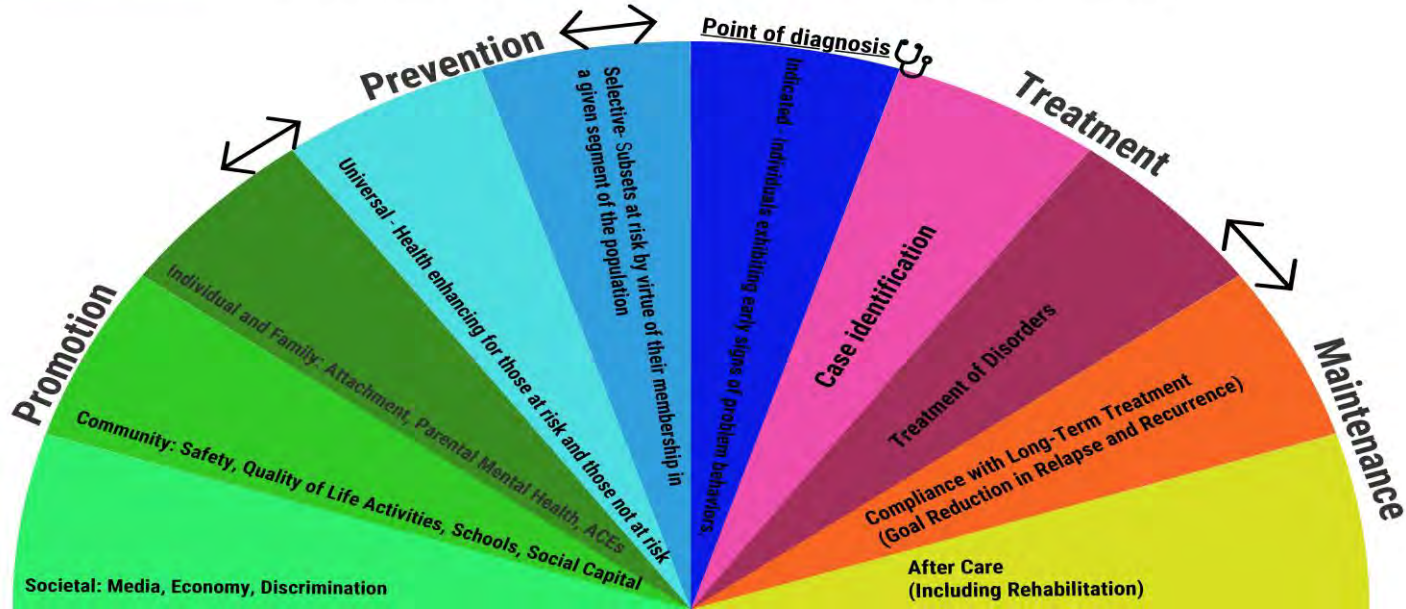 Promotion
Prevention
Point of diagnosis
Treatment
Maintenance
Societal: Media, Economy, Discrimination
Community: Safety, Quality of Life Activities, Schools, Social Capital
Individual and Family: Attachment, Parental Mental Health, ACEs
Universal - Health enhancing for those at risk and those not at risk
Selective- Subsets at risk by virtue of their membership in
a given segment of the population
Indicated - Individuals exhibiting early signs of problem behaviors.
Case identification
Treatment of Disorders
Compliance with Long-Term Treatment
(Goal Reduction in Relapse and Recurrence)
After Care
(Including Rehabilitation)